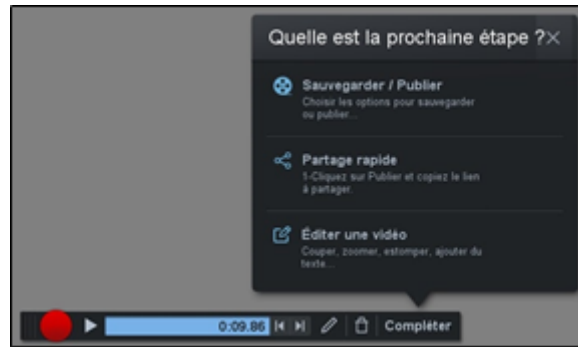 Quelle est la prochaine étape ?
Sauvegarder / Publier
Choisir les options pour sauvegarder
ou publier...
Partage rapide
1-Cliquez sur Publier et copiez le lien
à partager.
Éditer une vidéo
Couper, zoomer, estomper, ajouter du
texte...
0:09.86 Compléter